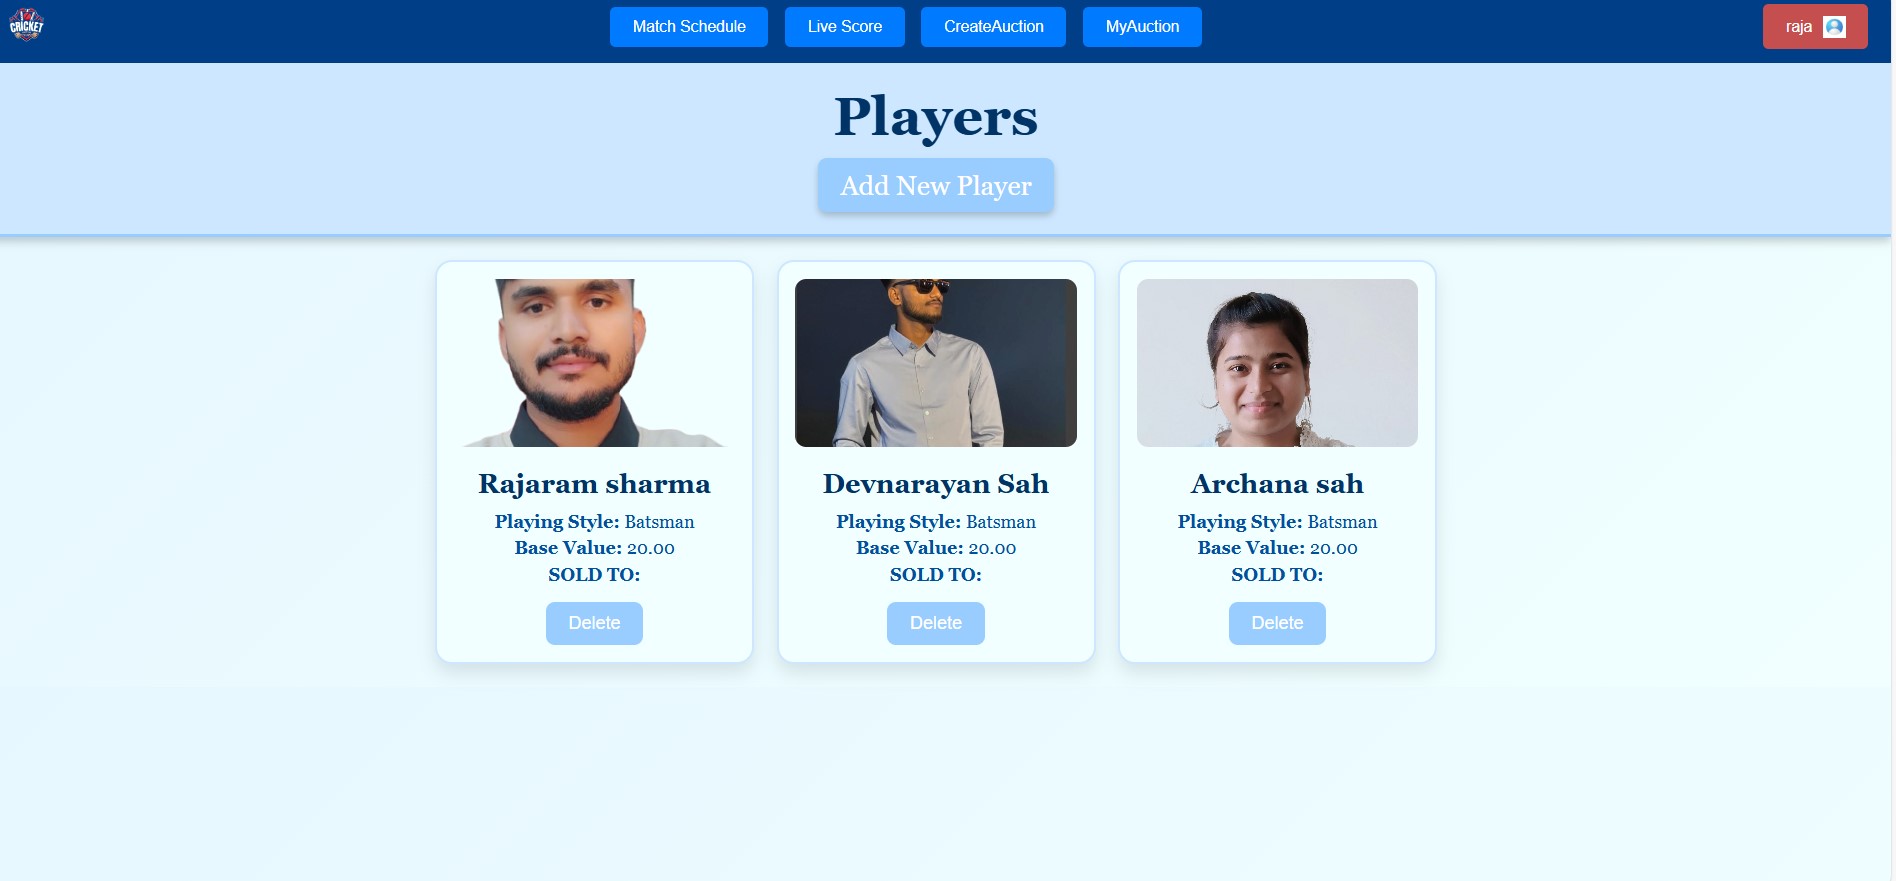 CRICKET
Match Schedule
Live Score
CreateAuction
MyAuction
raja
Players
Add New Player
Rajaram sharma
Playing Style: Batsman
Base Value: 20.00
SOLD TO:
Delete
Devnarayan Sah
Playing Style: Batsman
Base Value: 20.00
SOLD TO:
Delete
Archana sah
Playing Style: Batsman
Base Value: 20.00
SOLD TO:
Delete